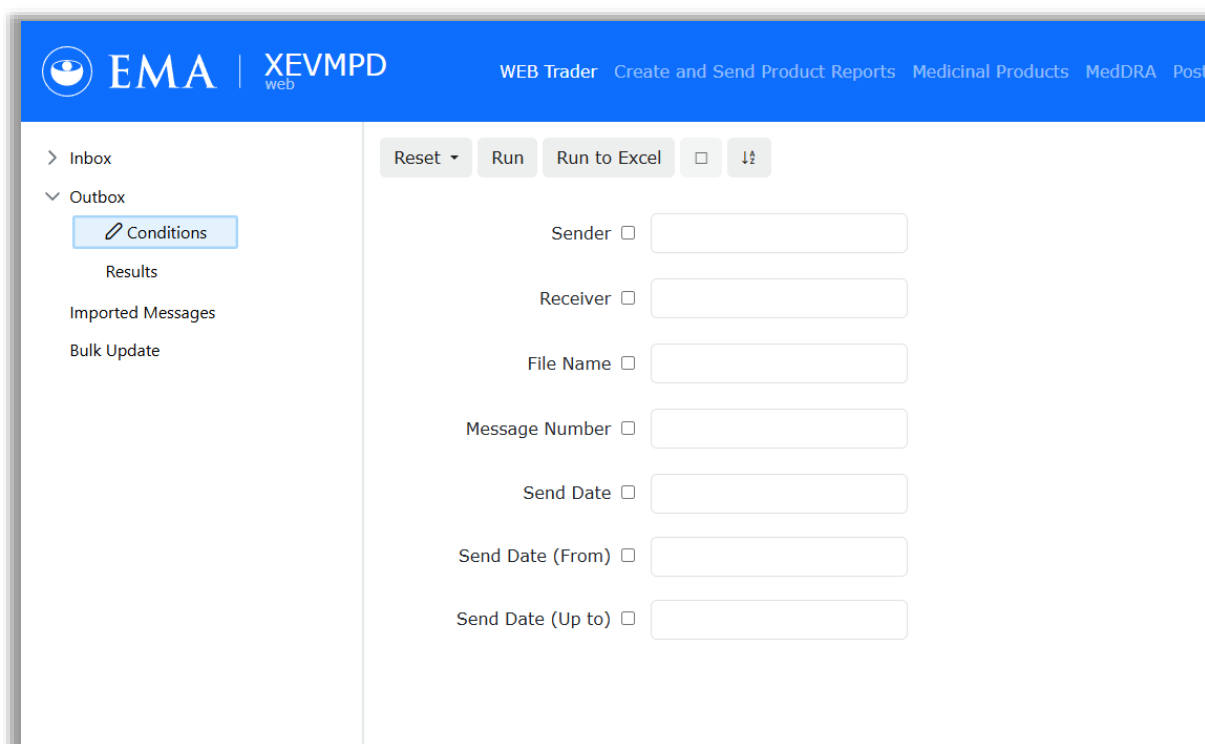 EMA
XEVMPD
web
WEB Trader Create and Send Product Reports Medicinal Products MedDRA Post
Inbox
Outbox
Conditions
Results
Imported Messages
Bulk Update
Reset Run Run to Excel
Sender
Receiver
File Name
Message Number
Send Date
Send Date (From)
Send Date (Up to)